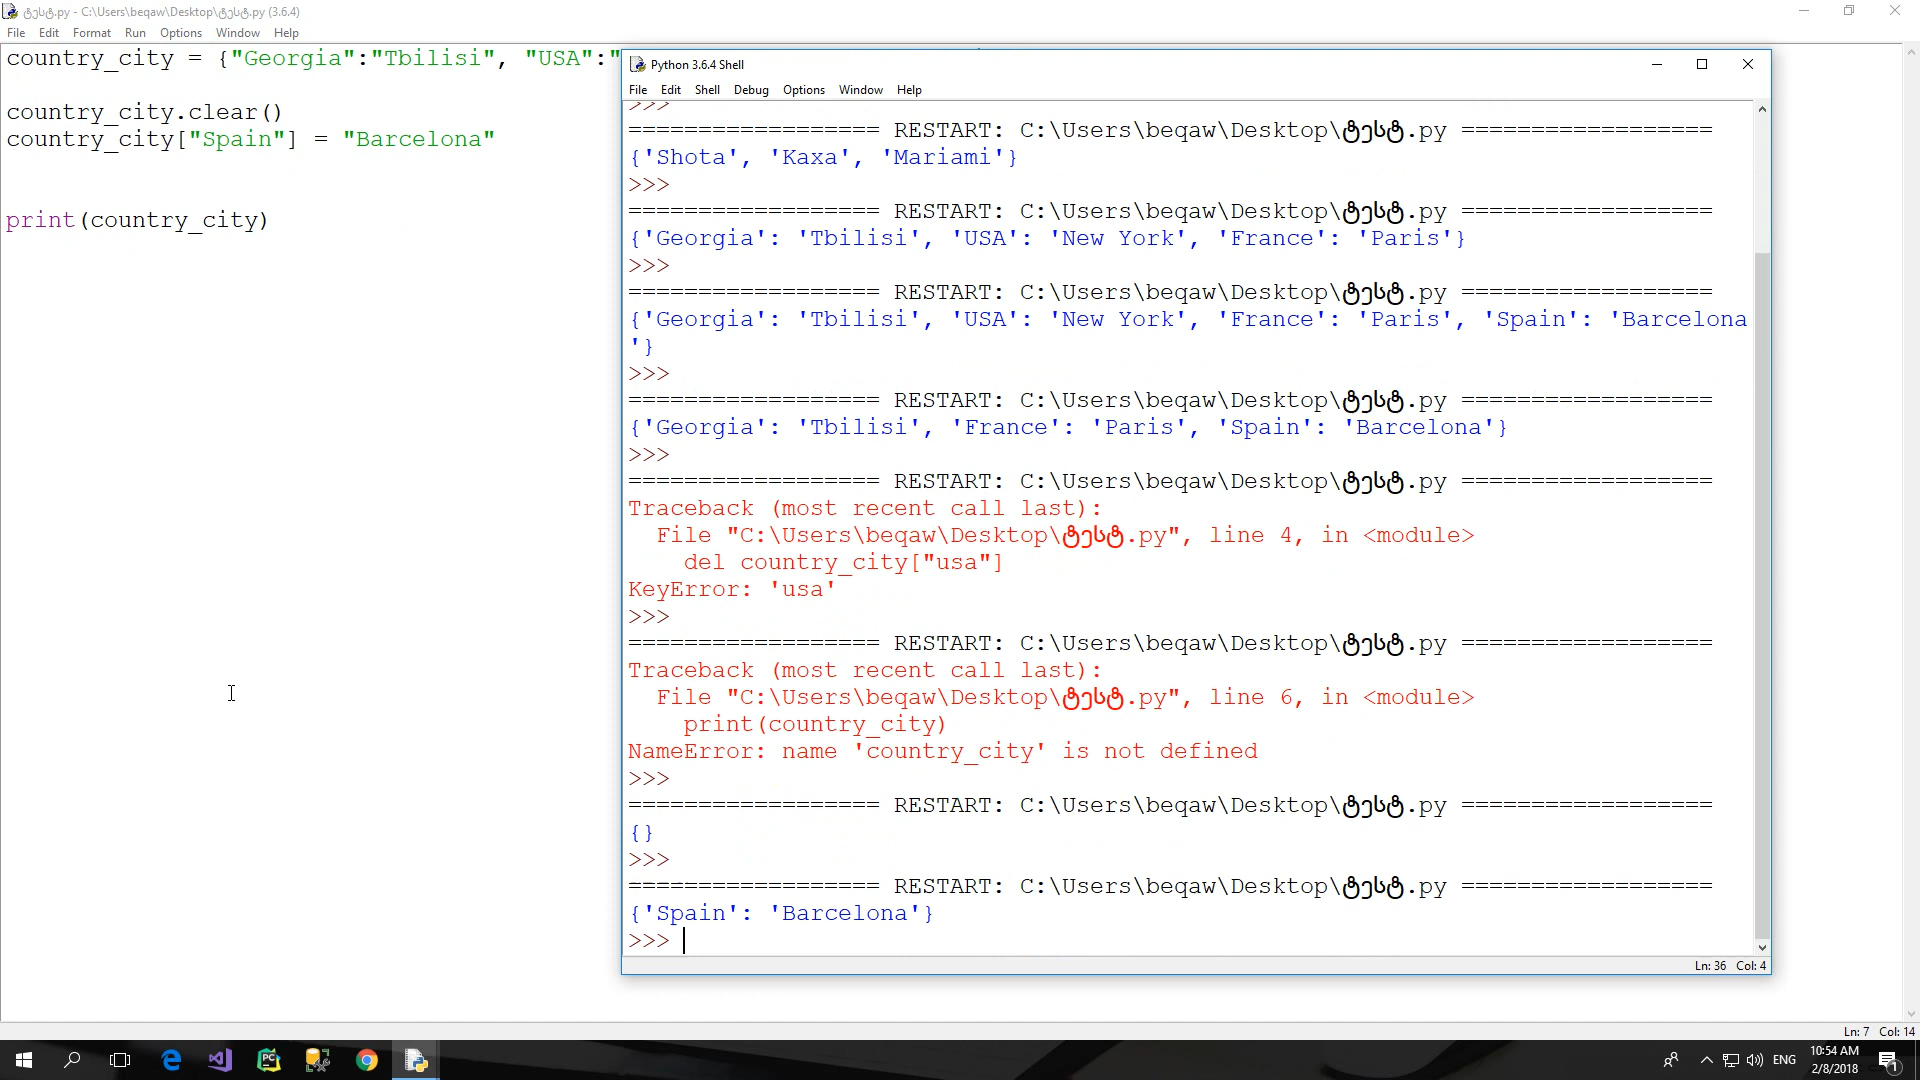 ტესტ.py - C:\Users\beqaw\Desktop\ტესტ.py (3.6.4)
File Edit Format Run Options Window Help
country_city = {"Georgia":"Tbilisi", "USA":"
country_city.clear()
country_city["Spain"] = "Barcelona"
print(country_city)
Ln: 7 Col: 14
Python 3.6.4 Shell
File Edit Shell Debug Options Window Help
>>>
================== RESTART: C:\Users\beqaw\Desktop\ტესტ.py ==================
{'Shota', 'Kaxa', 'Mariami'}
>>>
================== RESTART: C:\Users\beqaw\Desktop\ტესტ.py ==================
{'Georgia': 'Tbilisi', 'USA': 'New York', 'France': 'Paris'}
>>>
================== RESTART: C:\Users\beqaw\Desktop\ტესტ.py ==================
{'Georgia': 'Tbilisi', 'USA': 'New York', 'France': 'Paris', 'Spain': 'Barcelona
'}
>>>
================== RESTART: C:\Users\beqaw\Desktop\ტესტ.py ==================
{'Georgia': 'Tbilisi', 'France': 'Paris', 'Spain': 'Barcelona'}
>>>
================== RESTART: C:\Users\beqaw\Desktop\ტესტ.py ==================
Traceback (most recent call last):
  File "C:\Users\beqaw\Desktop\ტესტ.py", line 4, in <module>
    del country_city["usa"]
KeyError: 'usa'
>>>
================== RESTART: C:\Users\beqaw\Desktop\ტესტ.py ==================
Traceback (most recent call last):
  File "C:\Users\beqaw\Desktop\ტესტ.py", line 6, in <module>
    print(country_city)
NameError: name 'country_city' is not defined
>>>
================== RESTART: C:\Users\beqaw\Desktop\ტესტ.py ==================
{}
>>>
================== RESTART: C:\Users\beqaw\Desktop\ტესტ.py ==================
{'Spain': 'Barcelona'}
>>>
Ln: 36 Col: 4
PC
ENG
10:54 AM
2/8/2018
1